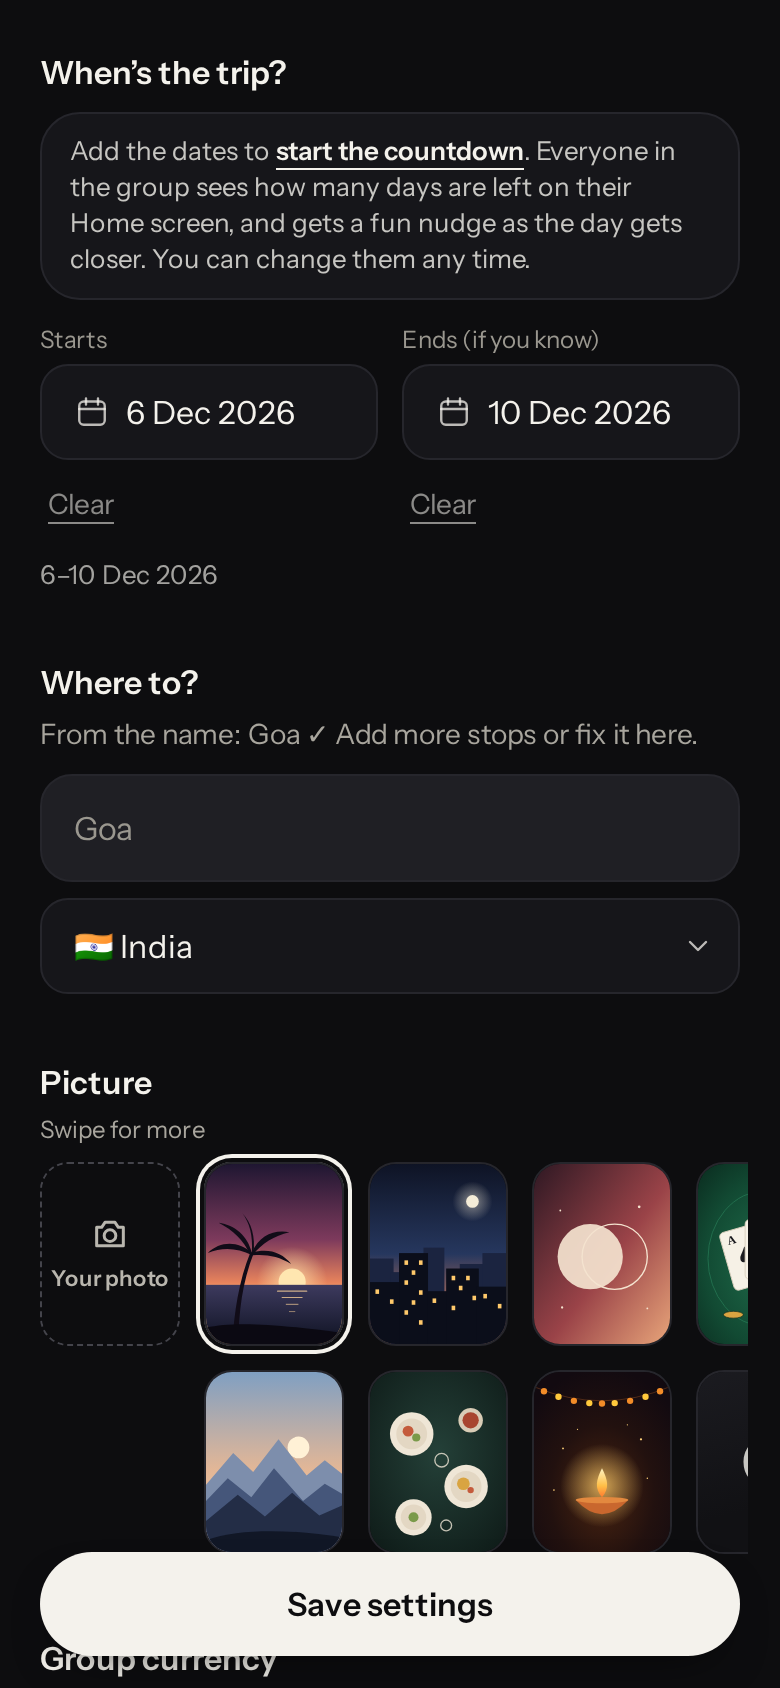 When’s the trip?
Add the dates to start the countdown. Everyone in
the group sees how many days are left on their
Home screen, and gets a fun nudge as the day gets
closer. You can change them any time.
Starts
Ends (if you know)
6 Dec 2026
10 Dec 2026
Clear
Clear
6–10 Dec 2026
Where to?
From the name: Goa ✓ Add more stops or fix it here.
Goa
🇮🇳 India
Picture
Swipe for more
Your photo
A
Save settings
Group currency